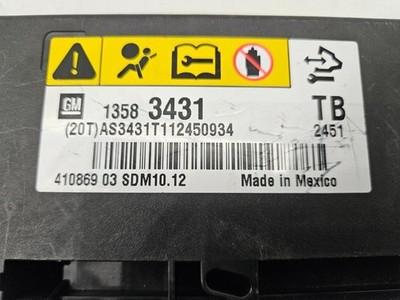 GM 1358 3431 TB
(20T)AS3431T112450934 2451
410869 03 SDM10.12 Made in Mexico